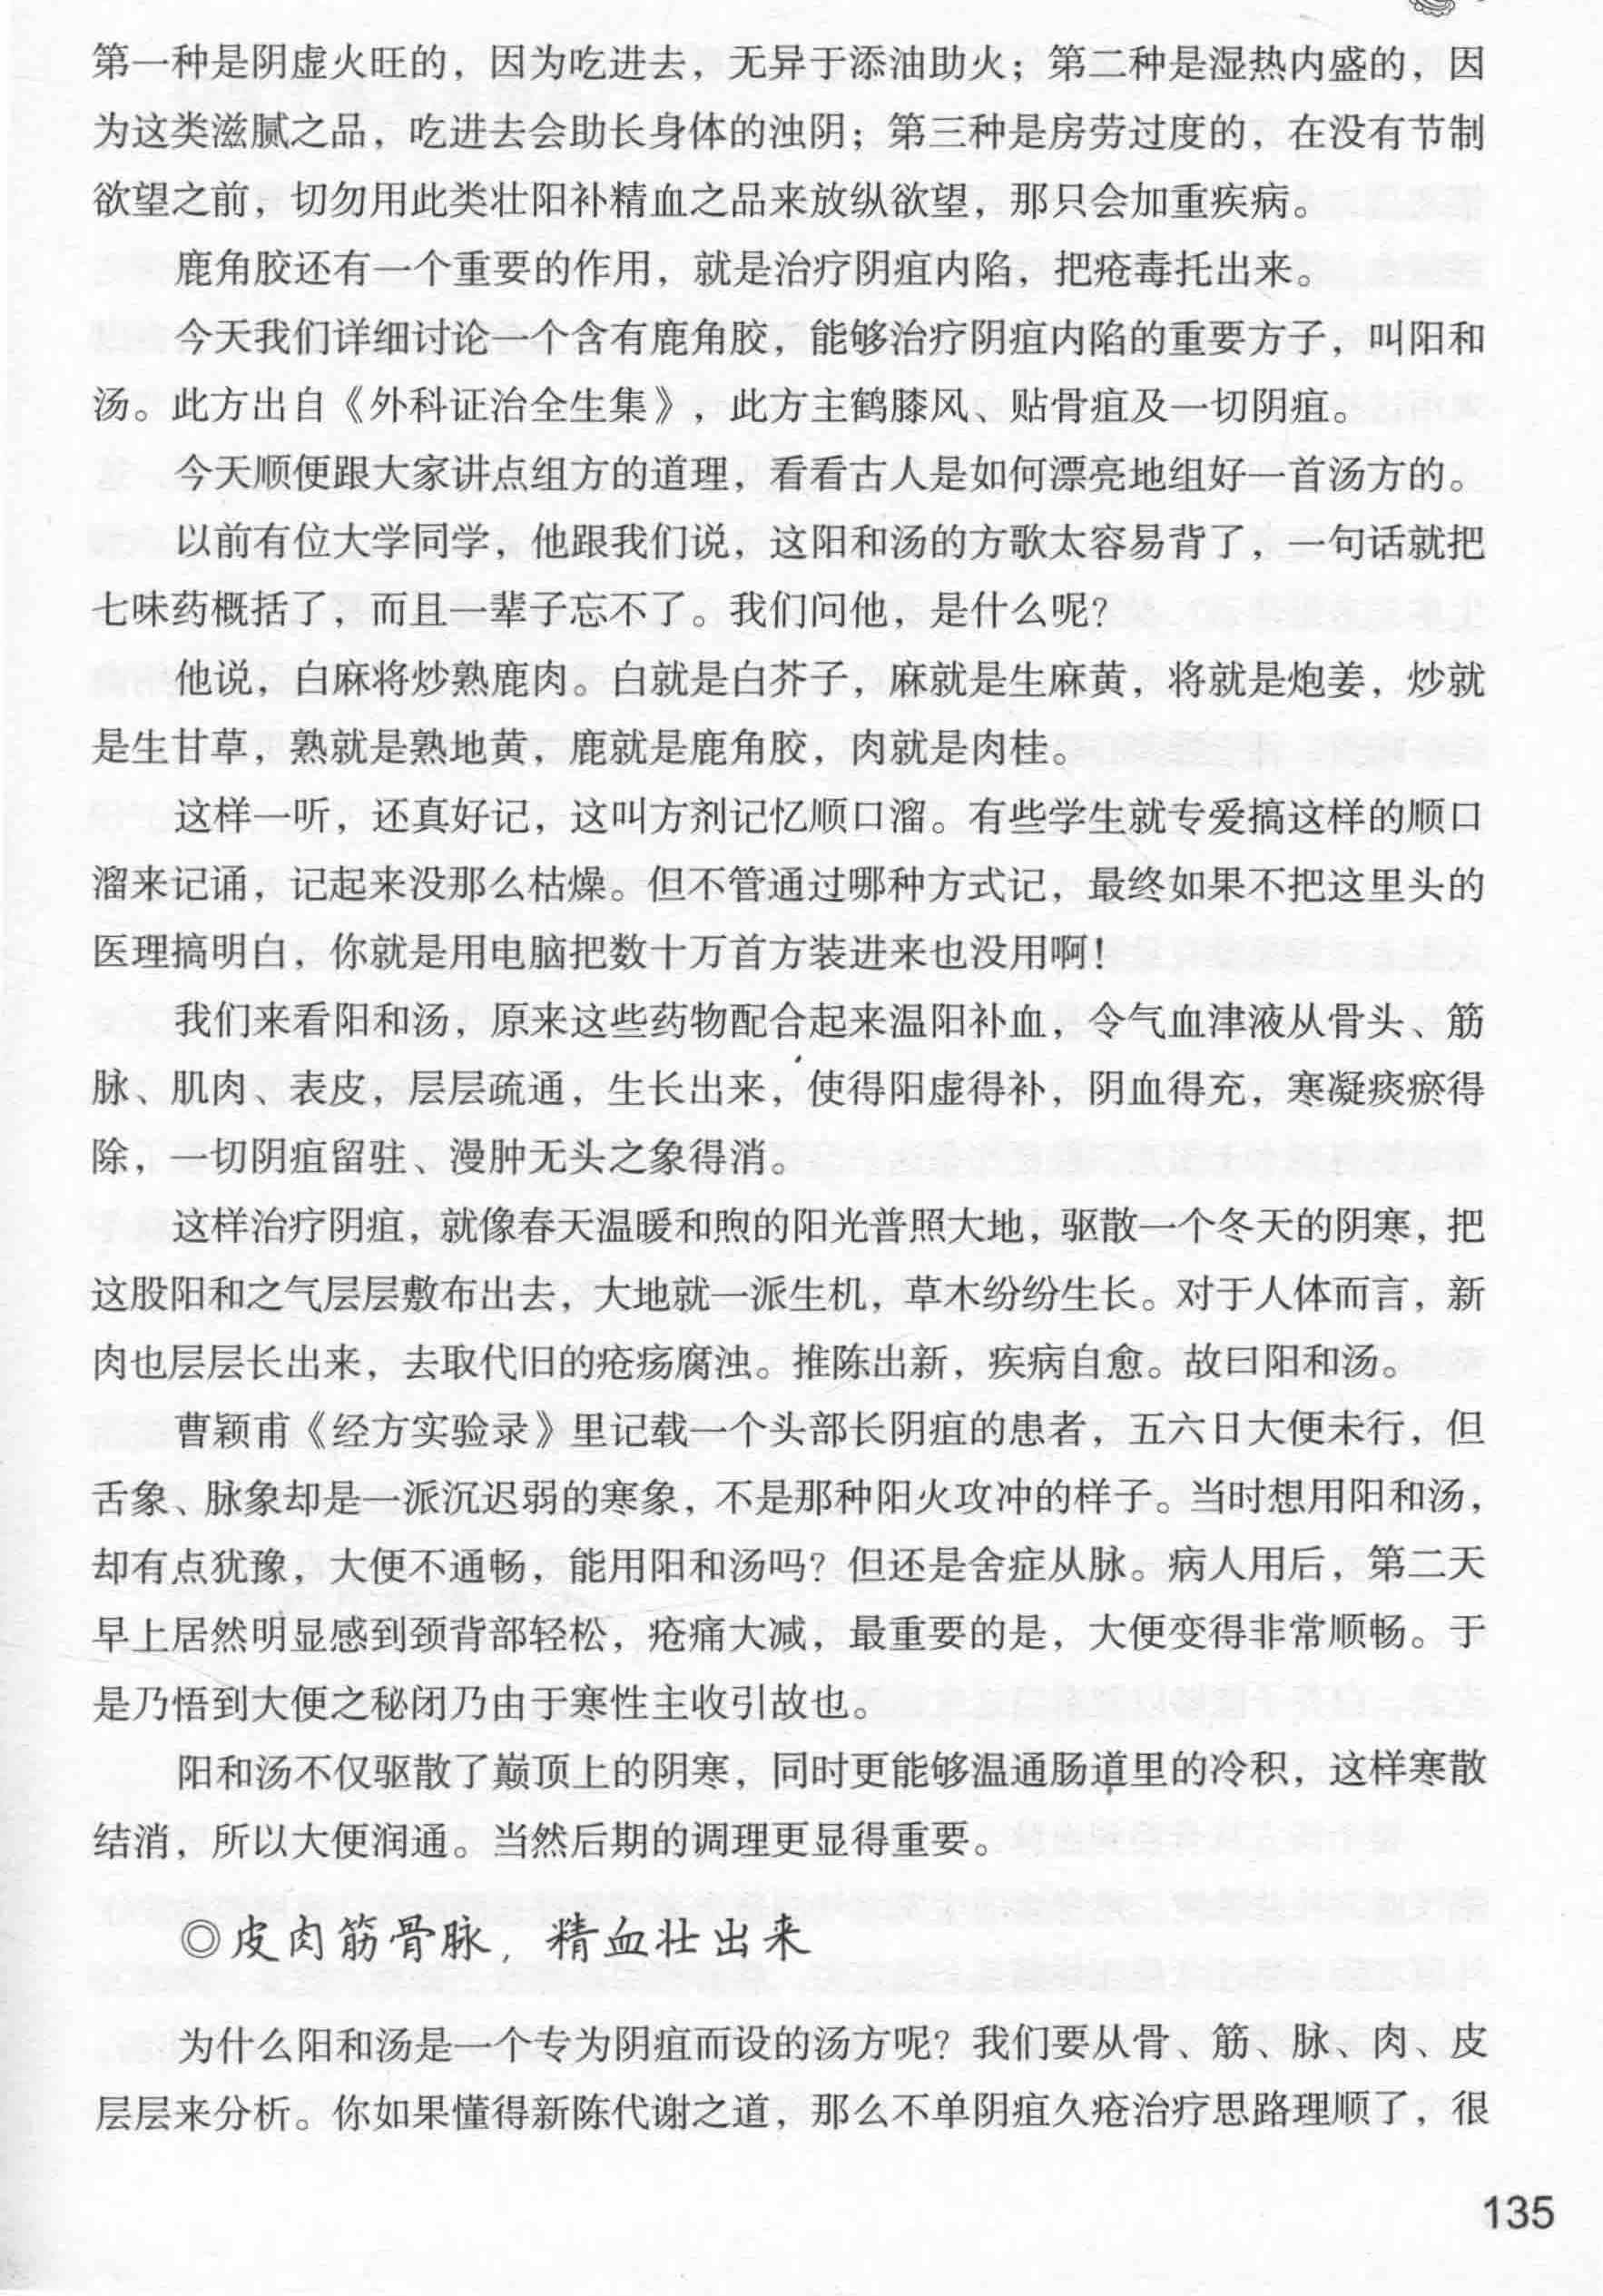 第一种是阴虚火旺的，因为吃进去，无异于添油助火；第二种是湿热内盛的，因
为这类滋腻之品，吃进去会助长身体的浊阴；第三种是房劳过度的，在没有节制
欲望之前，切勿用此类壮阳补精血之品来放纵欲望，那只会加重疾病。
鹿角胶还有一个重要的作用，就是治疗阴疽内陷，把疮毒托出来。
今天我们详细讨论一个含有鹿角胶，能够治疗阴疽内陷的重要方子，叫阳和
汤。此方出自《外科证治全生集》，此方主鹤膝风、贴骨疽及一切阴疽。
今天顺便跟大家讲点组方的道理，看看古人是如何漂亮地组好一首汤方的。
以前有位大学同学，他跟我们说，这阳和汤的方歌太容易背了，一句话就把
七味药概括了，而且一辈子忘不了。我们问他，是什么呢？
他说，白麻将炒熟鹿肉。白就是白芥子，麻就是生麻黄，将就是炮姜，炒就
是生甘草，熟就是熟地黄，鹿就是鹿角胶，肉就是肉桂。
这样一听，还真好记，这叫方剂记忆顺口溜。有些学生就专爱搞这样的顺口
溜来记诵，记起来没那么枯燥。但不管通过哪种方式记，最终如果不把这里头的
医理搞明白，你就是用电脑把数十万首方装进来也没用啊！
我们来看阳和汤，原来这些药物配合起来温阳补血，令气血津液从骨头、筋
脉、肌肉、表皮，层层疏通，生长出来，使得阳虚得补，阴血得充，寒凝痰瘀得
除，一切阴疽留驻、漫肿无头之象得消。
这样治疗阴疽，就像春天温暖和煦的阳光普照大地，驱散一个冬天的阴寒，把
这股阳和之气层层敷布出去，大地就一派生机，草木纷纷生长。对于人体而言，新
肉也层层长出来，去取代旧的疮疡腐浊。推陈出新，疾病自愈。故曰阳和汤。
曹颖甫《经方实验录》里记载一个头部长阴疽的患者，五六日大便未行，但
舌象、脉象却是一派沉迟弱的寒象，不是那种阳火攻冲的样子。当时想用阳和汤，
却有点犹豫，大便不通畅，能用阳和汤吗？但还是舍症从脉。病人用后，第二天
早上居然明显感到颈背部轻松，疮痛大减，最重要的是，大便变得非常顺畅。于
是乃悟到大便之秘闭乃由于寒性主收引故也。
阳和汤不仅驱散了巅顶上的阴寒，同时更能够温通肠道里的冷积，这样寒散
结消，所以大便润通。当然后期的调理更显得重要。
◎皮肉筋骨脉，精血壮出来
为什么阳和汤是一个专为阴疽而设的汤方呢？我们要从骨、筋、脉、肉、皮
层层来分析。你如果懂得新陈代谢之道，那么不单阴疽久疮治疗思路理顺了，很
135